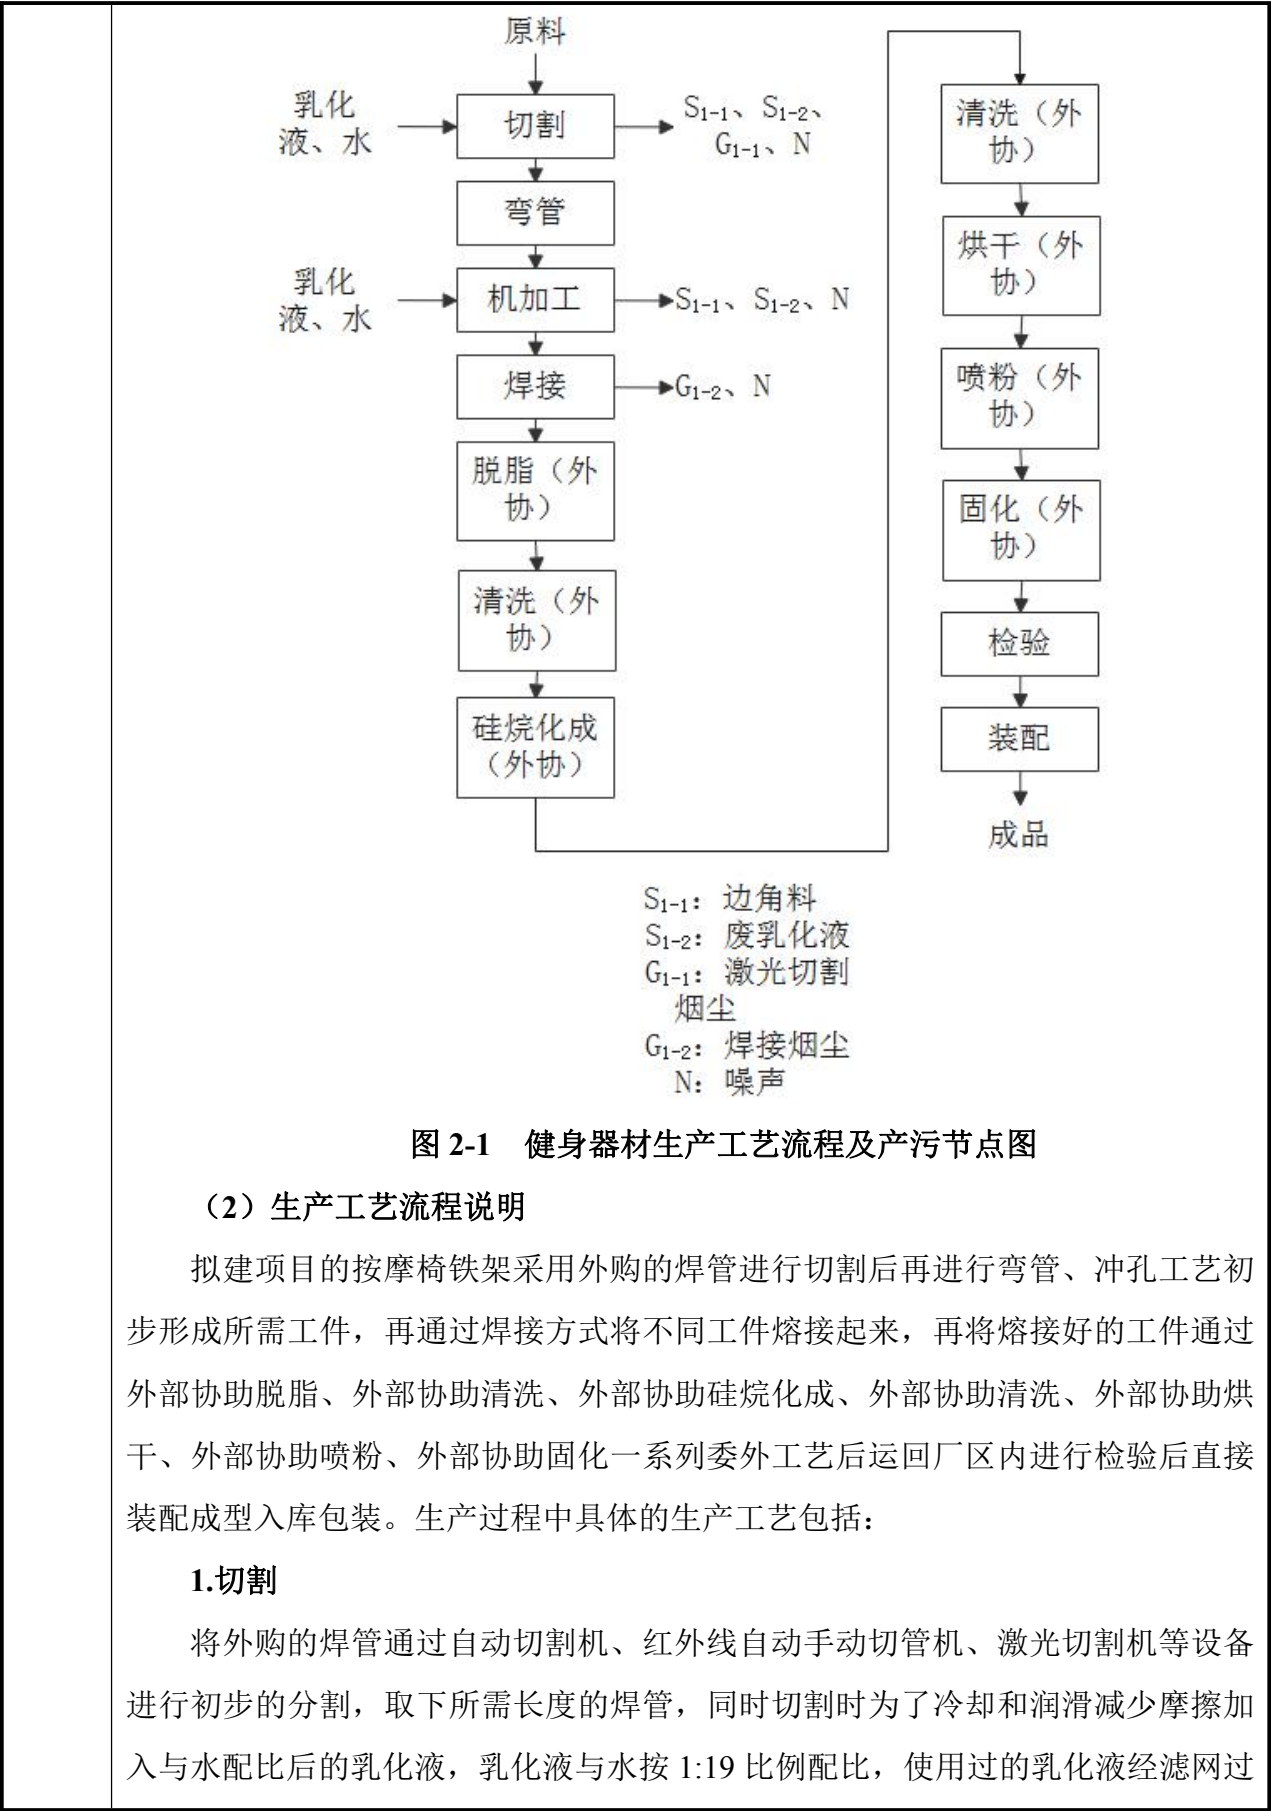 原料
乳化
液、水
切割
S1-1、S1-2、
G1-1、N
弯管
乳化
液、水
机加工
S1-1、S1-2、N
焊接
G1-2、N
脱脂（外
协）
清洗（外
协）
硅烷化成
（外协）
清洗（外
协）
烘干（外
协）
喷粉（外
协）
固化（外
协）
检验
装配
成品
S1-1：边角料
S1-2：废乳化液
G1-1：激光切割
烟尘
G1-2：焊接烟尘
N：噪声
图 2-1 健身器材生产工艺流程及产污节点图
（2）生产工艺流程说明
拟建项目的按摩椅铁架采用外购的焊管进行切割后再进行弯管、冲孔工艺初
步形成所需工件，再通过焊接方式将不同工件熔接起来，再将熔接好的工件通过
外部协助脱脂、外部协助清洗、外部协助硅烷化成、外部协助清洗、外部协助烘
干、外部协助喷粉、外部协助固化一系列委外工艺后运回厂区内进行检验后直接
装配成型入库包装。生产过程中具体的生产工艺包括：
1.切割
将外购的焊管通过自动切割机、红外线自动手动切管机、激光切割机等设备
进行初步的分割，取下所需长度的焊管，同时切割时为了冷却和润滑减少摩擦加
入与水配比后的乳化液，乳化液与水按 1:19 比例配比，使用过的乳化液经滤网过